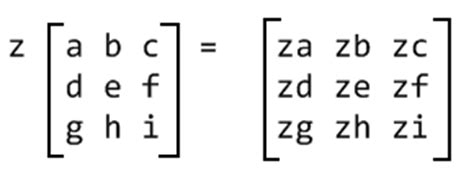 z [a b c] = [za zb zc]
[d e f] [zd ze zf]
[g h i] [zg zh zi]